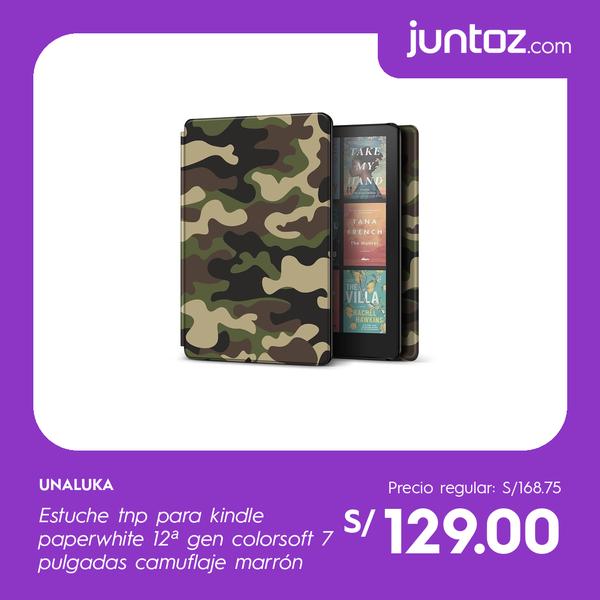 juntoz.com
TAKE
MY
HAND
TANA
FRENCH
The Hunter
THE
VILLA
RACHEL
HAWKINS
UNALUKA
Estuche tnp para kindle
paperwhite 12ª gen colorsoft 7
pulgadas camuflaje marrón
Precio regular: S/168.75
S/129.00